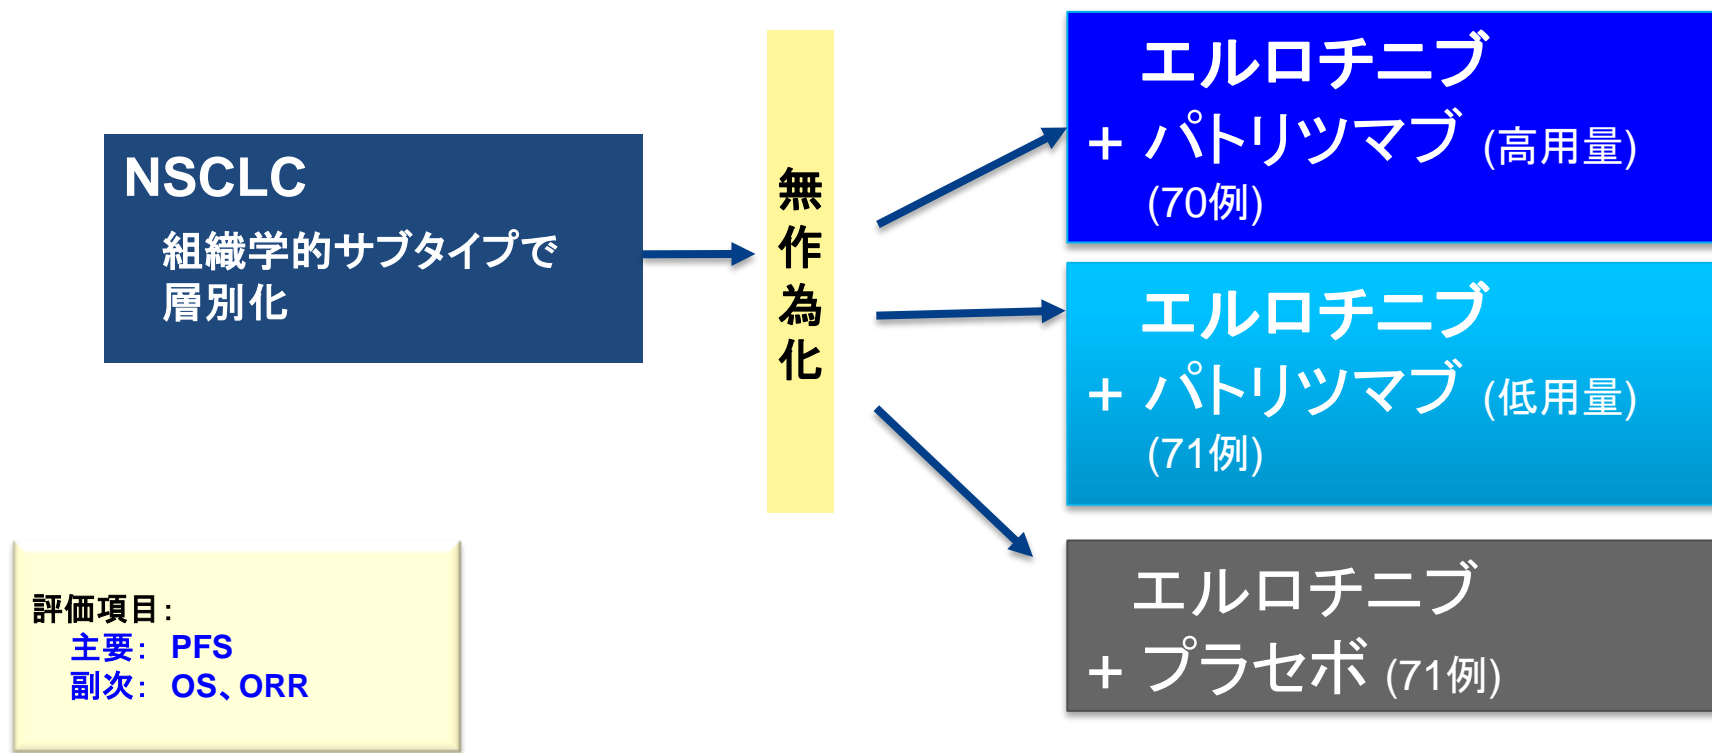 NSCLC
組織学的サブタイプで
層別化
無作為化
エルロチニブ
+ パトリツマブ (高用量)
(70例)
エルロチニブ
+ パトリツマブ (低用量)
(71例)
エルロチニブ
+ プラセボ (71例)
評価項目:
主要: PFS
副次: OS、ORR